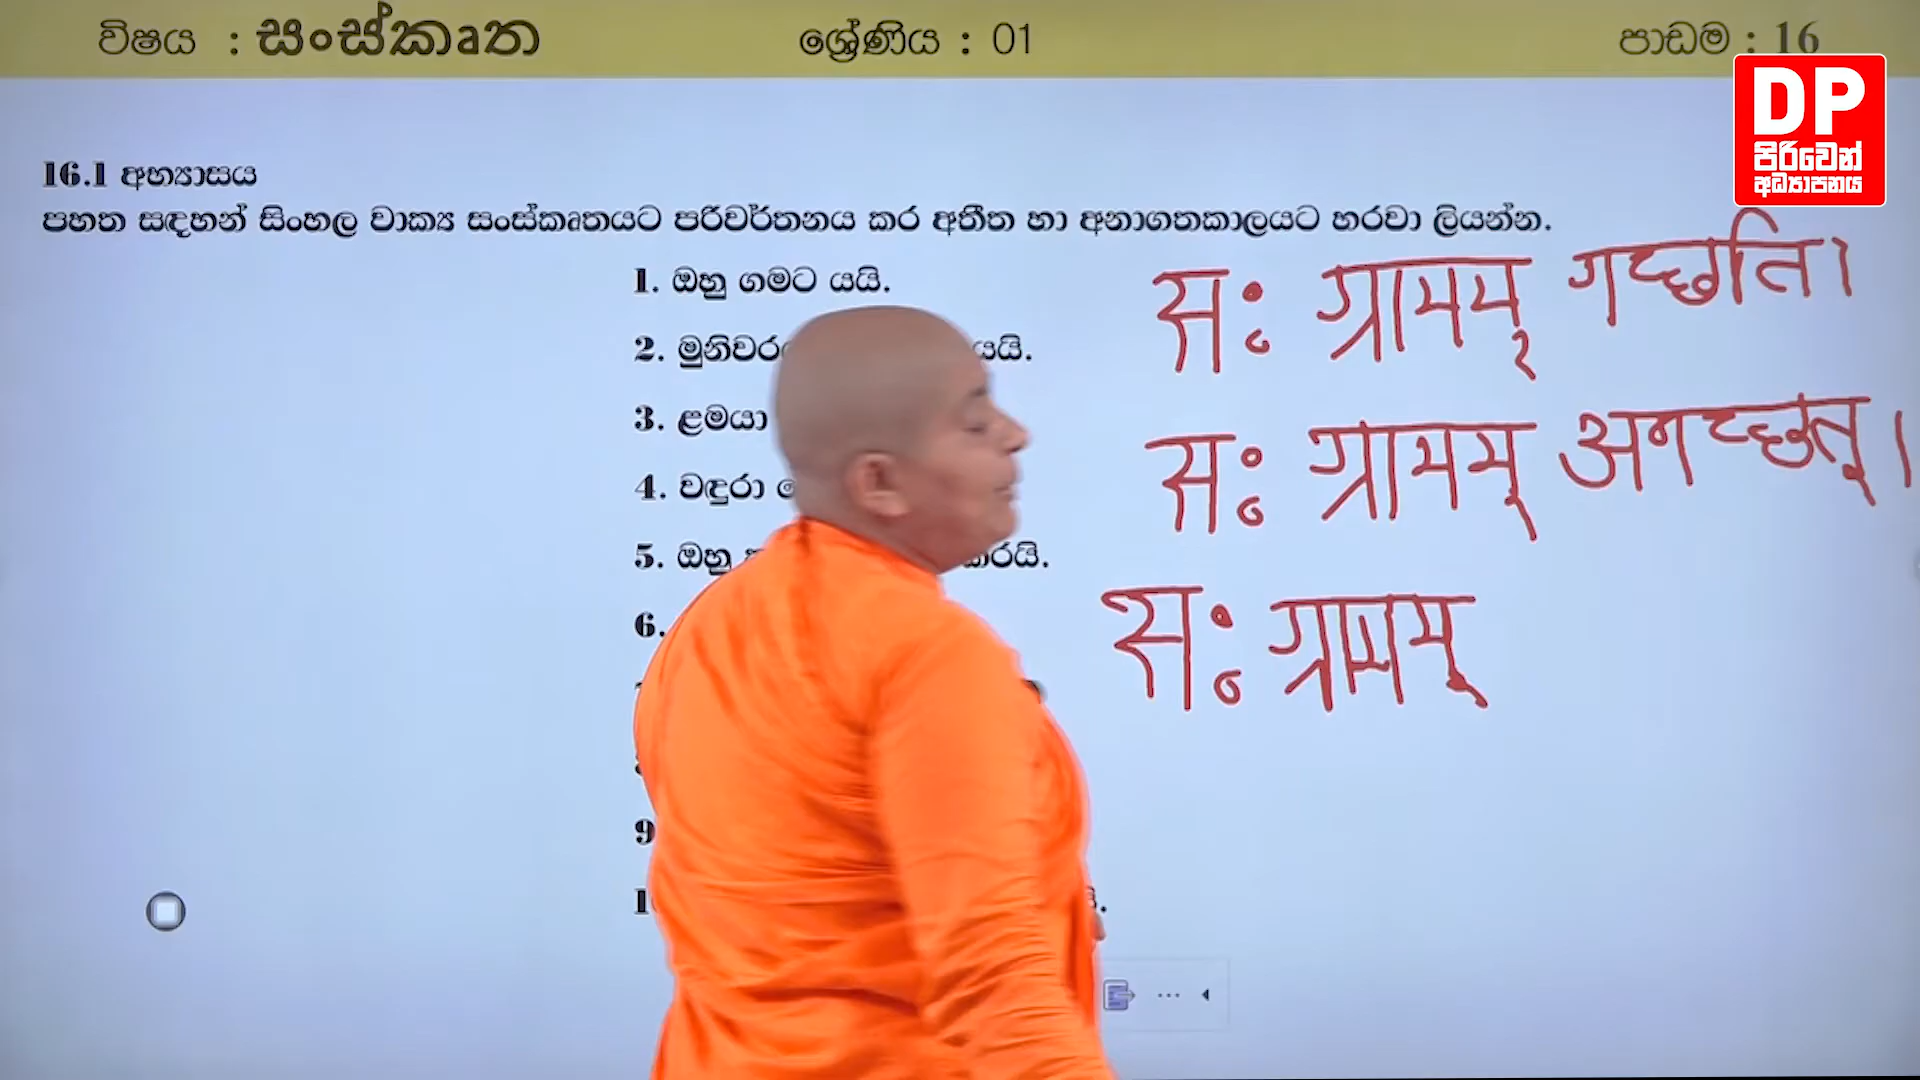 විෂය : සංස්කෘත ශ්‍රේණිය : 01 පාඩම : 16
DP
පිරිවෙන්
අධ්‍යාපනය
16.1 අභ්‍යාසය
පහත සඳහන් සිංහල වාක්‍ය සංස්කෘතයට පරිවර්තනය කර අතීත හා අනාගතකාලයට හරවා ලියන්න.
1. ඔහු ගමට යයි.
2. යයි.
3. ළමයා
4. වඳුරා
5. ඔහු කරයි.
6.
9
සः ग्रामम् गच्छति।
सः ग्रामम् अगच्छत्।
सः ग्रामम्